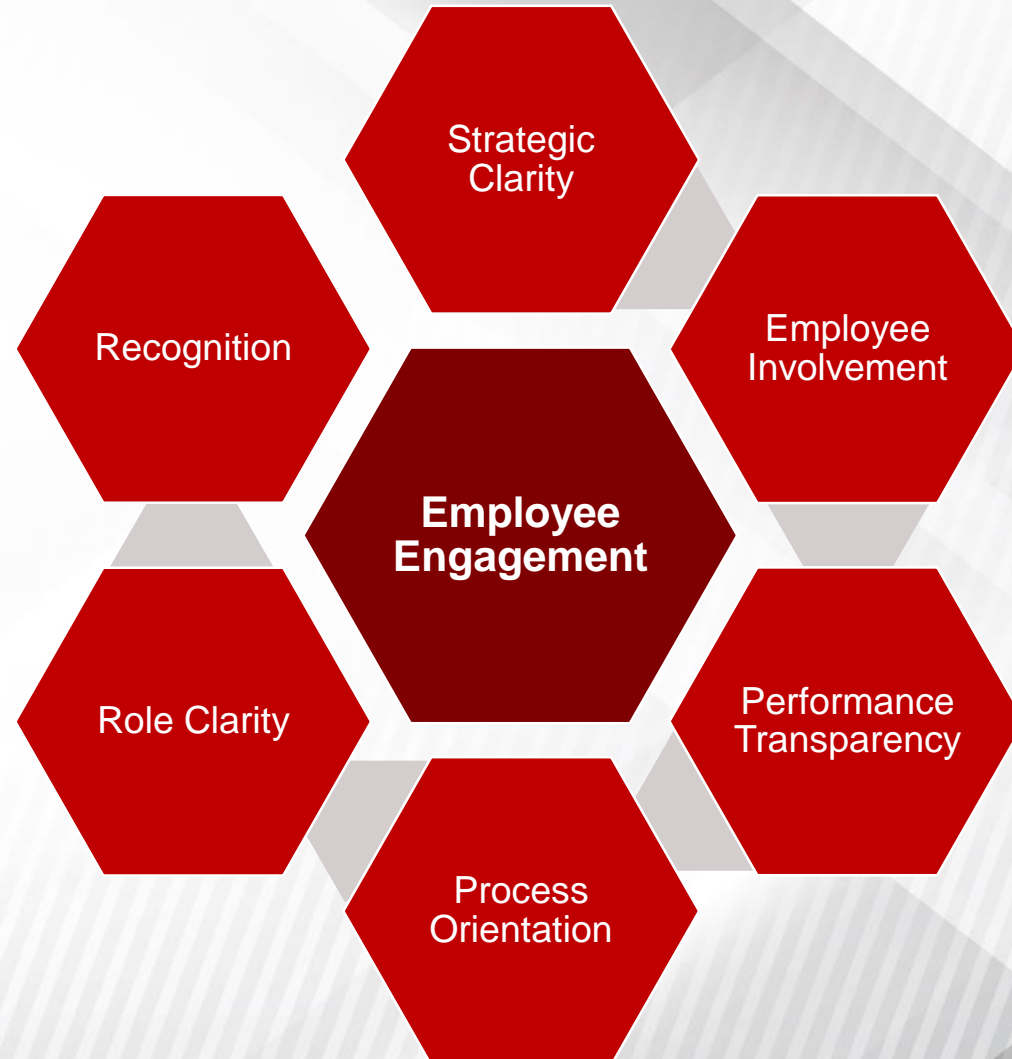 Strategic
Clarity
Employee
Involvement
Recognition
Employee
Engagement
Performance
Transparency
Role Clarity
Process
Orientation